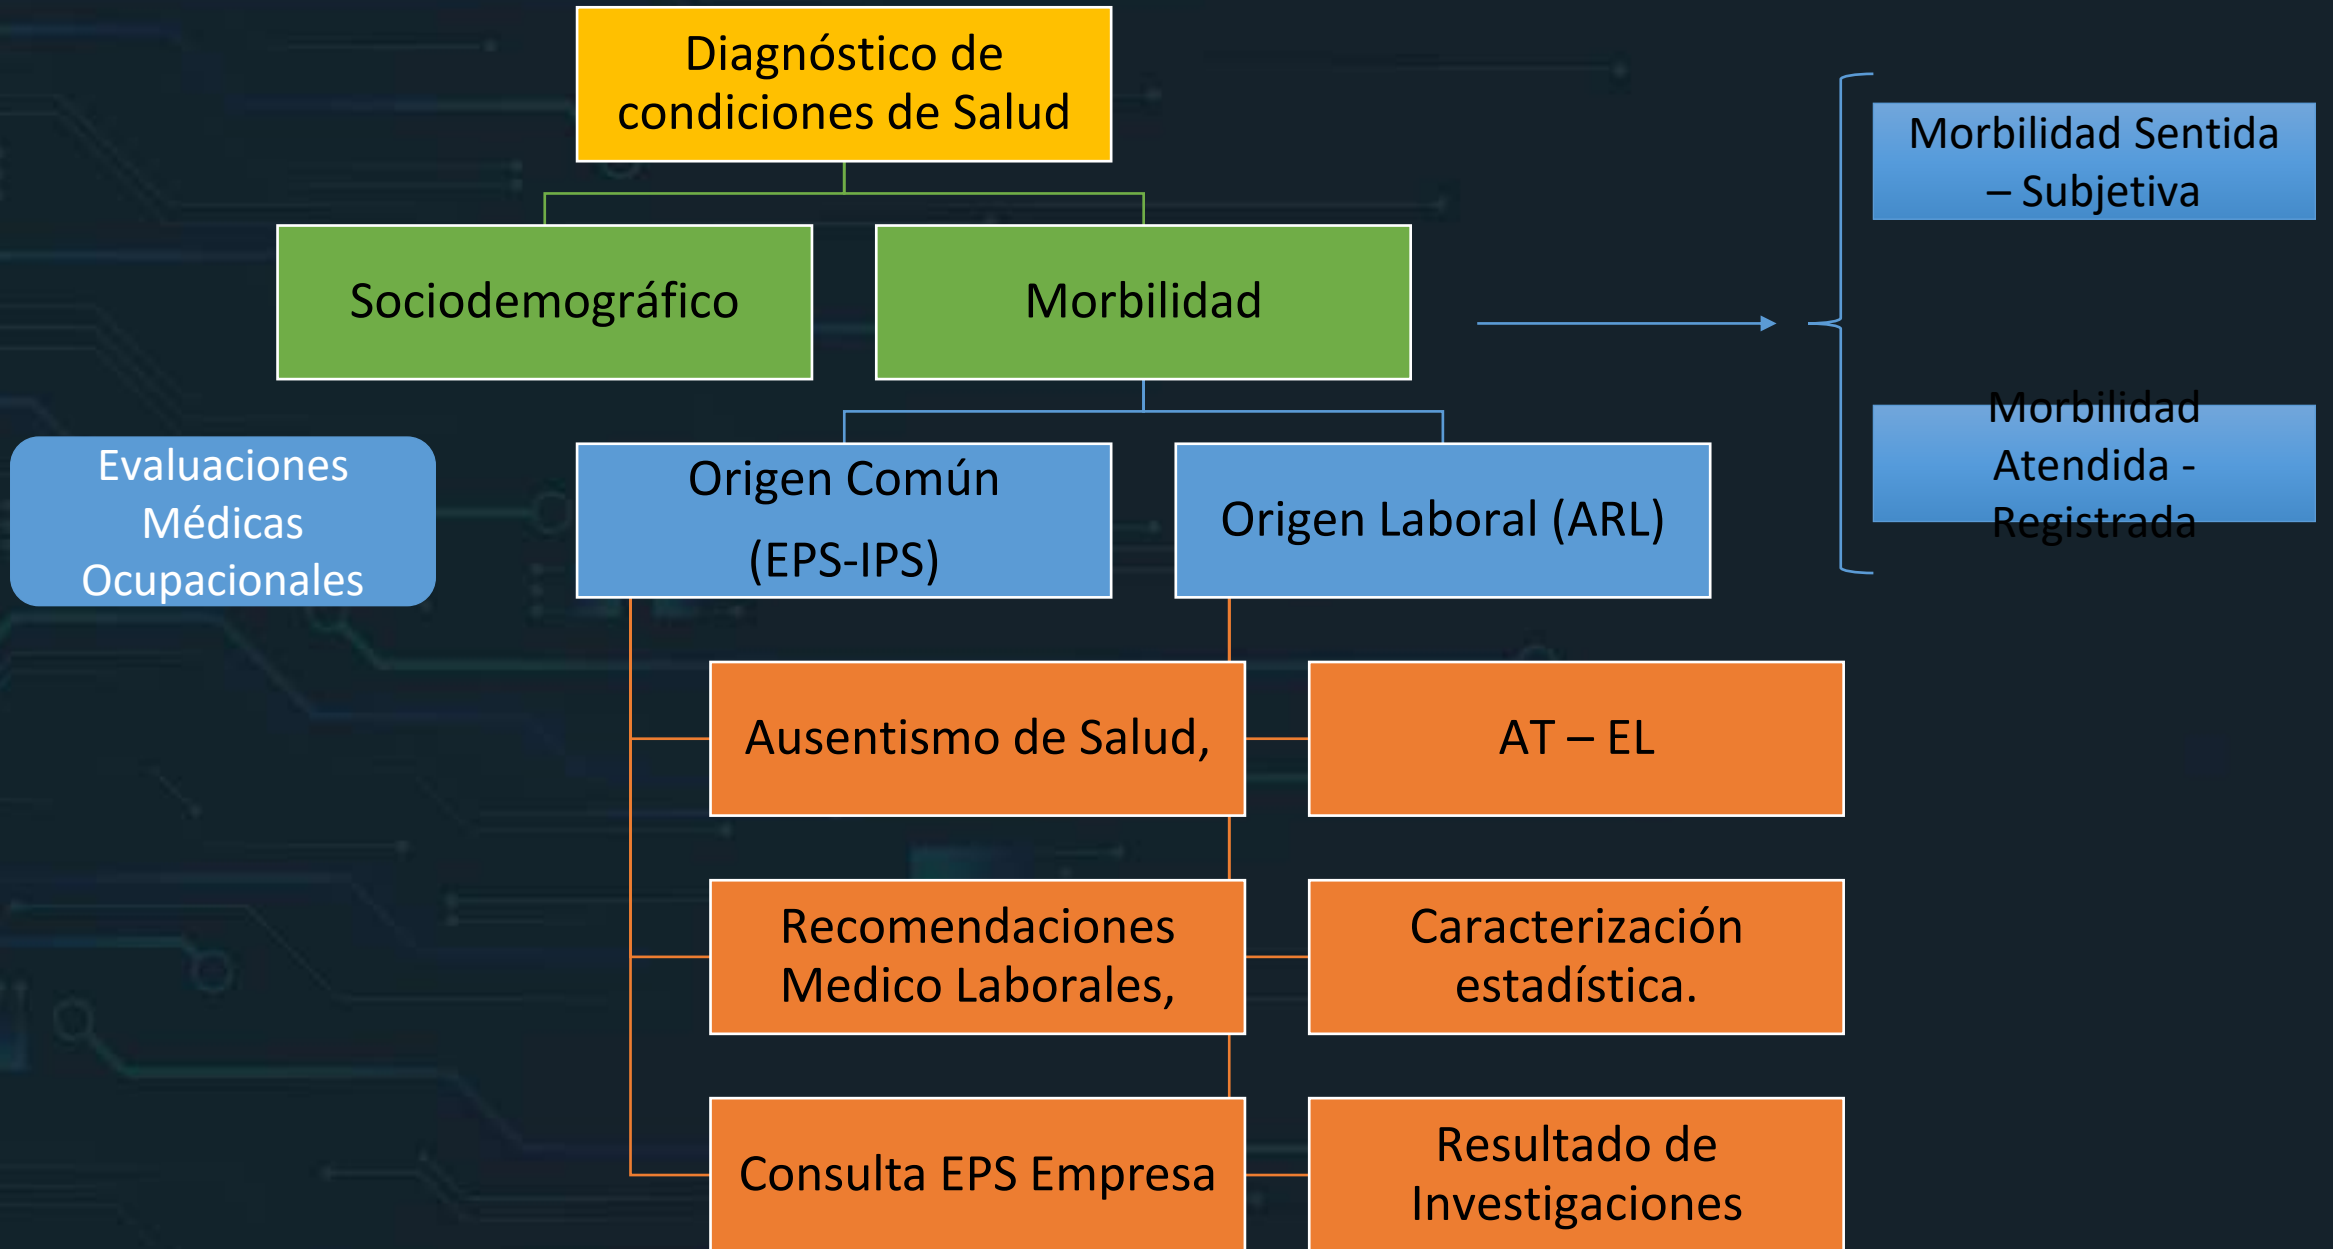 Diagnóstico de
condiciones de Salud
Sociodemográfico
Morbilidad
Morbilidad Sentida
– Subjetiva
Morbilidad
Atendida -
Registrada
Evaluaciones
Médicas
Ocupacionales
Origen Común
(EPS-IPS)
Origen Laboral (ARL)
Ausentismo de Salud,
AT – EL
Recomendaciones
Medico Laborales,
Caracterización
estadística.
Consulta EPS Empresa
Resultado de
Investigaciones